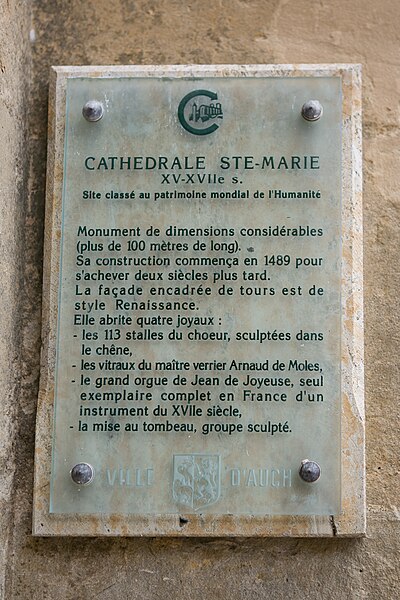 CATHEDRALE STE-MARIE
XV-XVIIe s.
Site classé au patrimoine mondial de l'Humanité
Monument de dimensions considérables
(plus de 100 mètres de long).
Sa construction commença en 1489 pour
s'achever deux siècles plus tard.
La façade encadrée de tours est de
style Renaissance.
Elle abrite quatre joyaux :
- les 113 stalles du choeur, sculptées dans
le chêne,
- les vitraux du maître verrier Arnaud de Moles,
- le grand orgue de Jean de Joyeuse, seul
exemplaire complet en France d'un
instrument du XVIIe siècle,
- la mise au tombeau, groupe sculpté.
VILLE D'AUCH